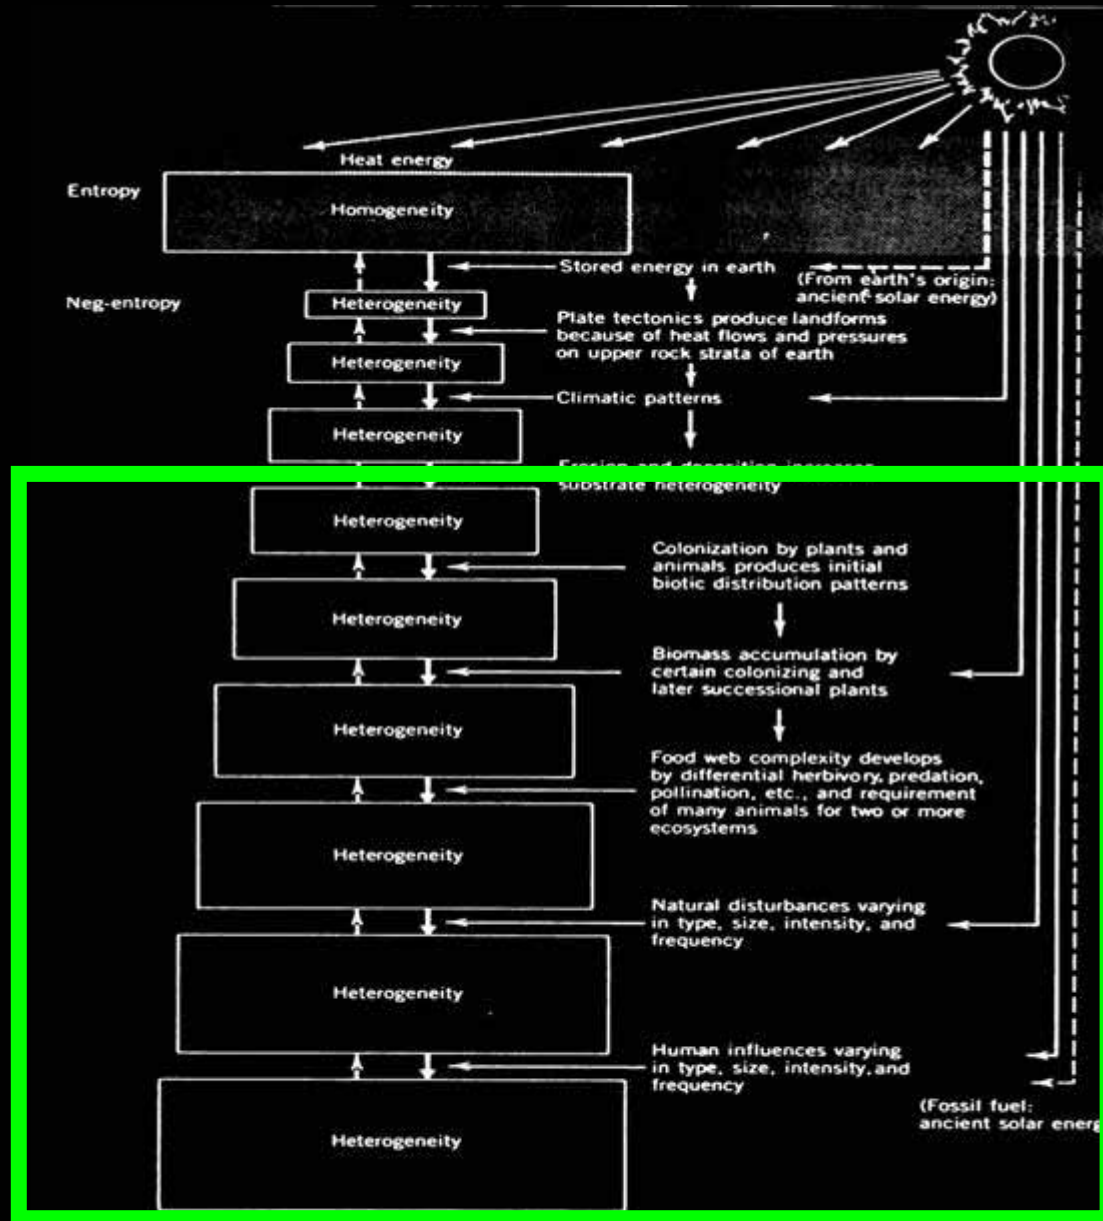 Heat energy
Entropy
Homogeneity
Stored energy in earth
(From earth's origin:
ancient solar energy)
Neg-entropy
Heterogeneity
Plate tectonics produce landforms
because of heat flows and pressures
on upper rock strata of earth
Heterogeneity
Climatic patterns
Heterogeneity
Erosion and deposition increases
substrate heterogeneity
Heterogeneity
Colonization by plants and
animals produces initial
biotic distribution patterns
Heterogeneity
Biomass accumulation by
certain colonizing and
later successional plants
Heterogeneity
Food web complexity develops
by differential herbivory, predation,
pollination, etc., and requirement
of many animals for two or more
ecosystems
Heterogeneity
Natural disturbances varying
in type, size, intensity, and
frequency
Heterogeneity
Human influences varying
in type, size, intensity, and
frequency
(Fossil fuel:
ancient solar energ
Heterogeneity